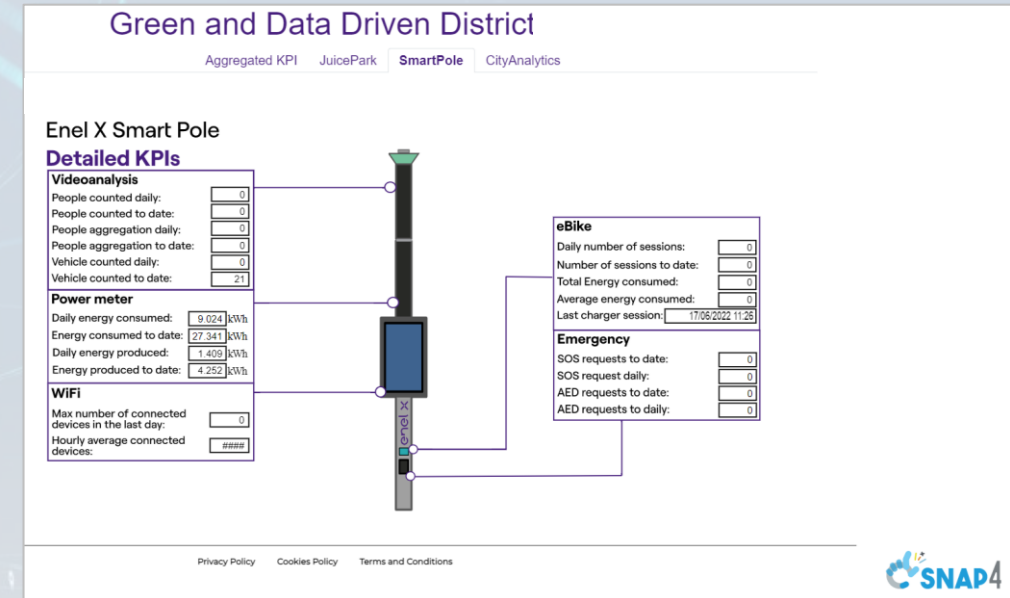 Green and Data Driven District
Aggregated KPI JuicePark SmartPole CityAnalytics
Enel X Smart Pole
Detailed KPIs
Videoanalysis
People counted daily: 0
People counted to date: 0
People aggregation daily: 0
People aggregation to date: 0
Vehicle counted daily: 0
Vehicle counted to date: 21
Power meter
Daily energy consumed: 9.024 kWh
Energy consumed to date: 27.341 kWh
Daily energy produced: 1.409 kWh
Energy produced to date: 4.252 kWh
WiFi
Max number of connected
devices in the last day: 0
Hourly average connected
devices: ####
enel x
eBike
Daily number of sessions: 0
Number of sessions to date: 0
Total Energy consumed: 0
Average energy consumed: 0
Last charger session: 17/06/2022 11:26
Emergency
SOS requests to date: 0
SOS request daily: 0
AED requests to date: 0
AED requests to daily: 0
Privacy Policy Cookies Policy Terms and Conditions
SNAP4